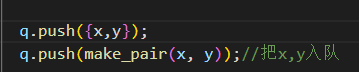 q.push({x,y});
q.push(make_pair(x, y));//把x,y入队